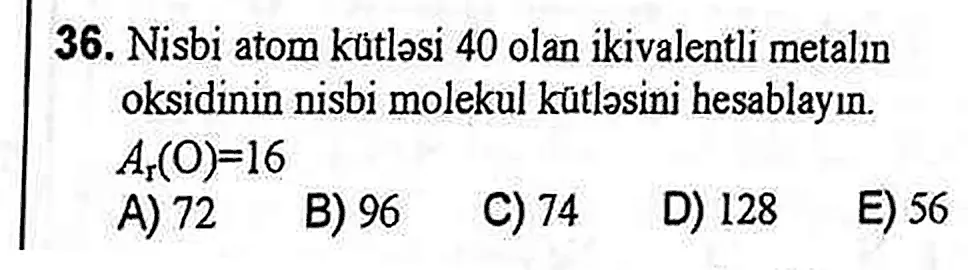 36. Nisbi atom kütləsi 40 olan ikivalentli metalın
oksidinin nisbi molekul kütləsini hesablayın.
Aᵣ(O)=16
A) 72 B) 96 C) 74 D) 128 E) 56